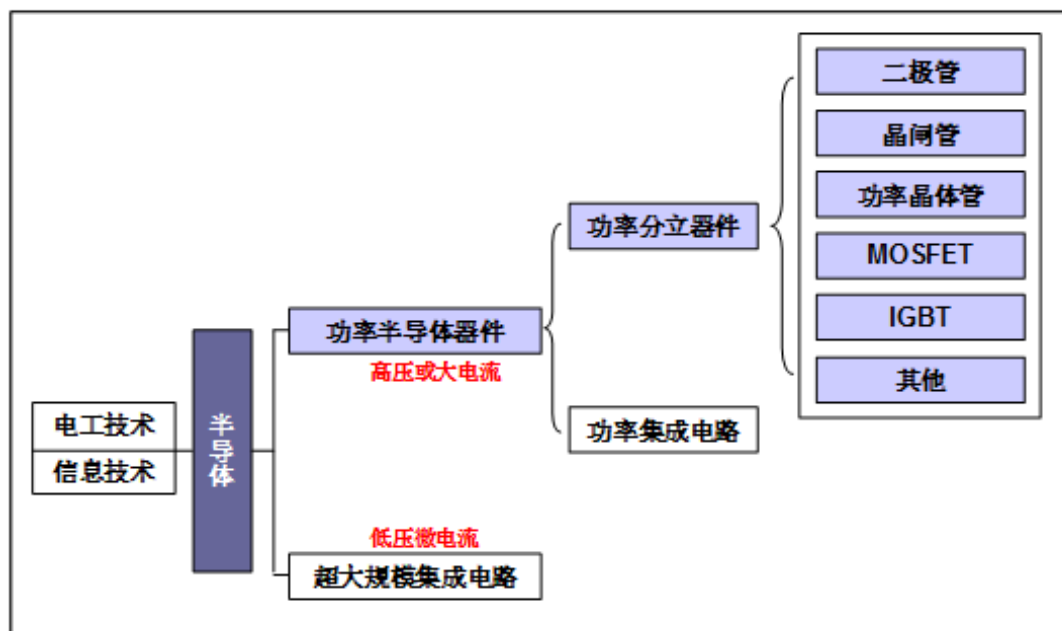 二极管
晶闸管
功率晶体管
功率分立器件
MOSFET
IGBT
功率半导体器件
高压或大电流
其他
电工技术
半导体
功率集成电路
信息技术
低压微电流
超大规模集成电路